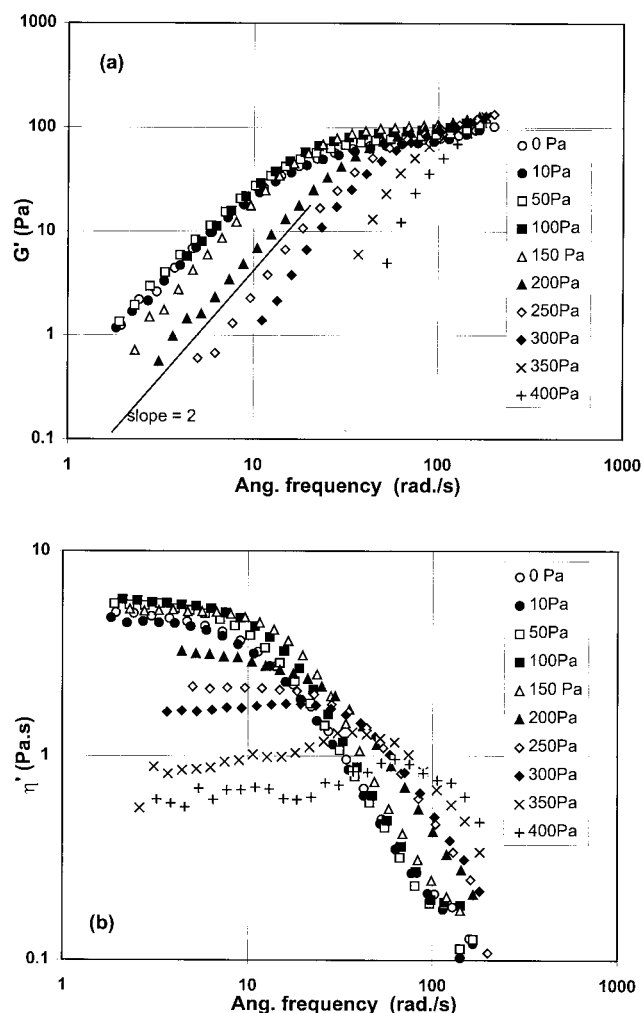 1000
(a)
100
10
1
0.1
G' (Pa)
0 Pa
10Pa
50Pa
100Pa
150 Pa
200Pa
250Pa
300Pa
350Pa
400Pa
slope = 2
1 10 100 1000
Ang. frequency (rad./s)
10
1
0.1
η' (Pa.s)
0 Pa
10Pa
50Pa
100Pa
150 Pa
200Pa
250Pa
300Pa
350Pa
400Pa
(b)
1 10 100 1000
Ang. frequency (rad./s)